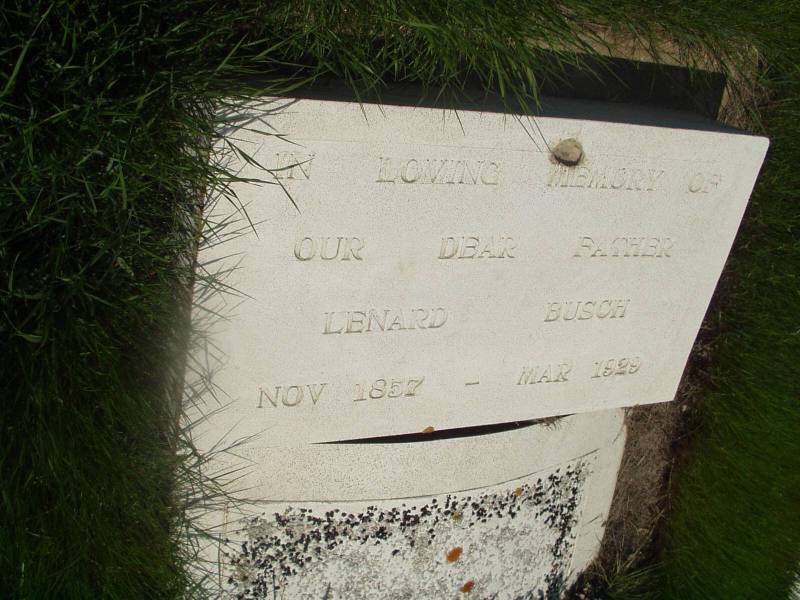 IN LOVING MEMORY OF
OUR DEAR FATHER
LENARD BUSCH
NOV 1857 - MAR 1929